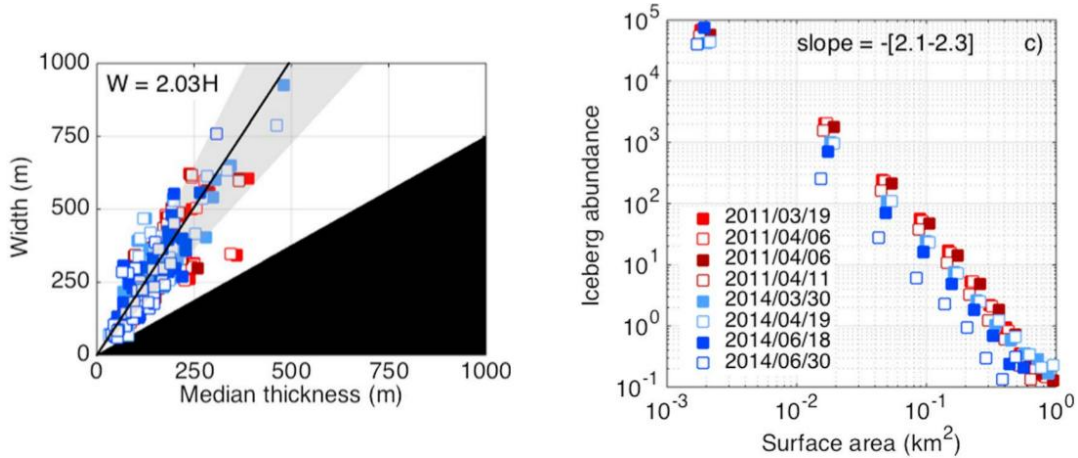 1000
750
500
250
0
W = 2.03H
Width (m)
0 250 500 750 1000
Median thickness (m)
10^5
10^4
10^3
10^2
10^1
10^0
10^-1
slope = -[2.1-2.3] c)
Iceberg abundance
2011/03/19
2011/04/06
2011/04/06
2011/04/11
2014/03/30
2014/04/19
2014/06/18
2014/06/30
10^-3 10^-2 10^-1 10^0
Surface area (km^2)